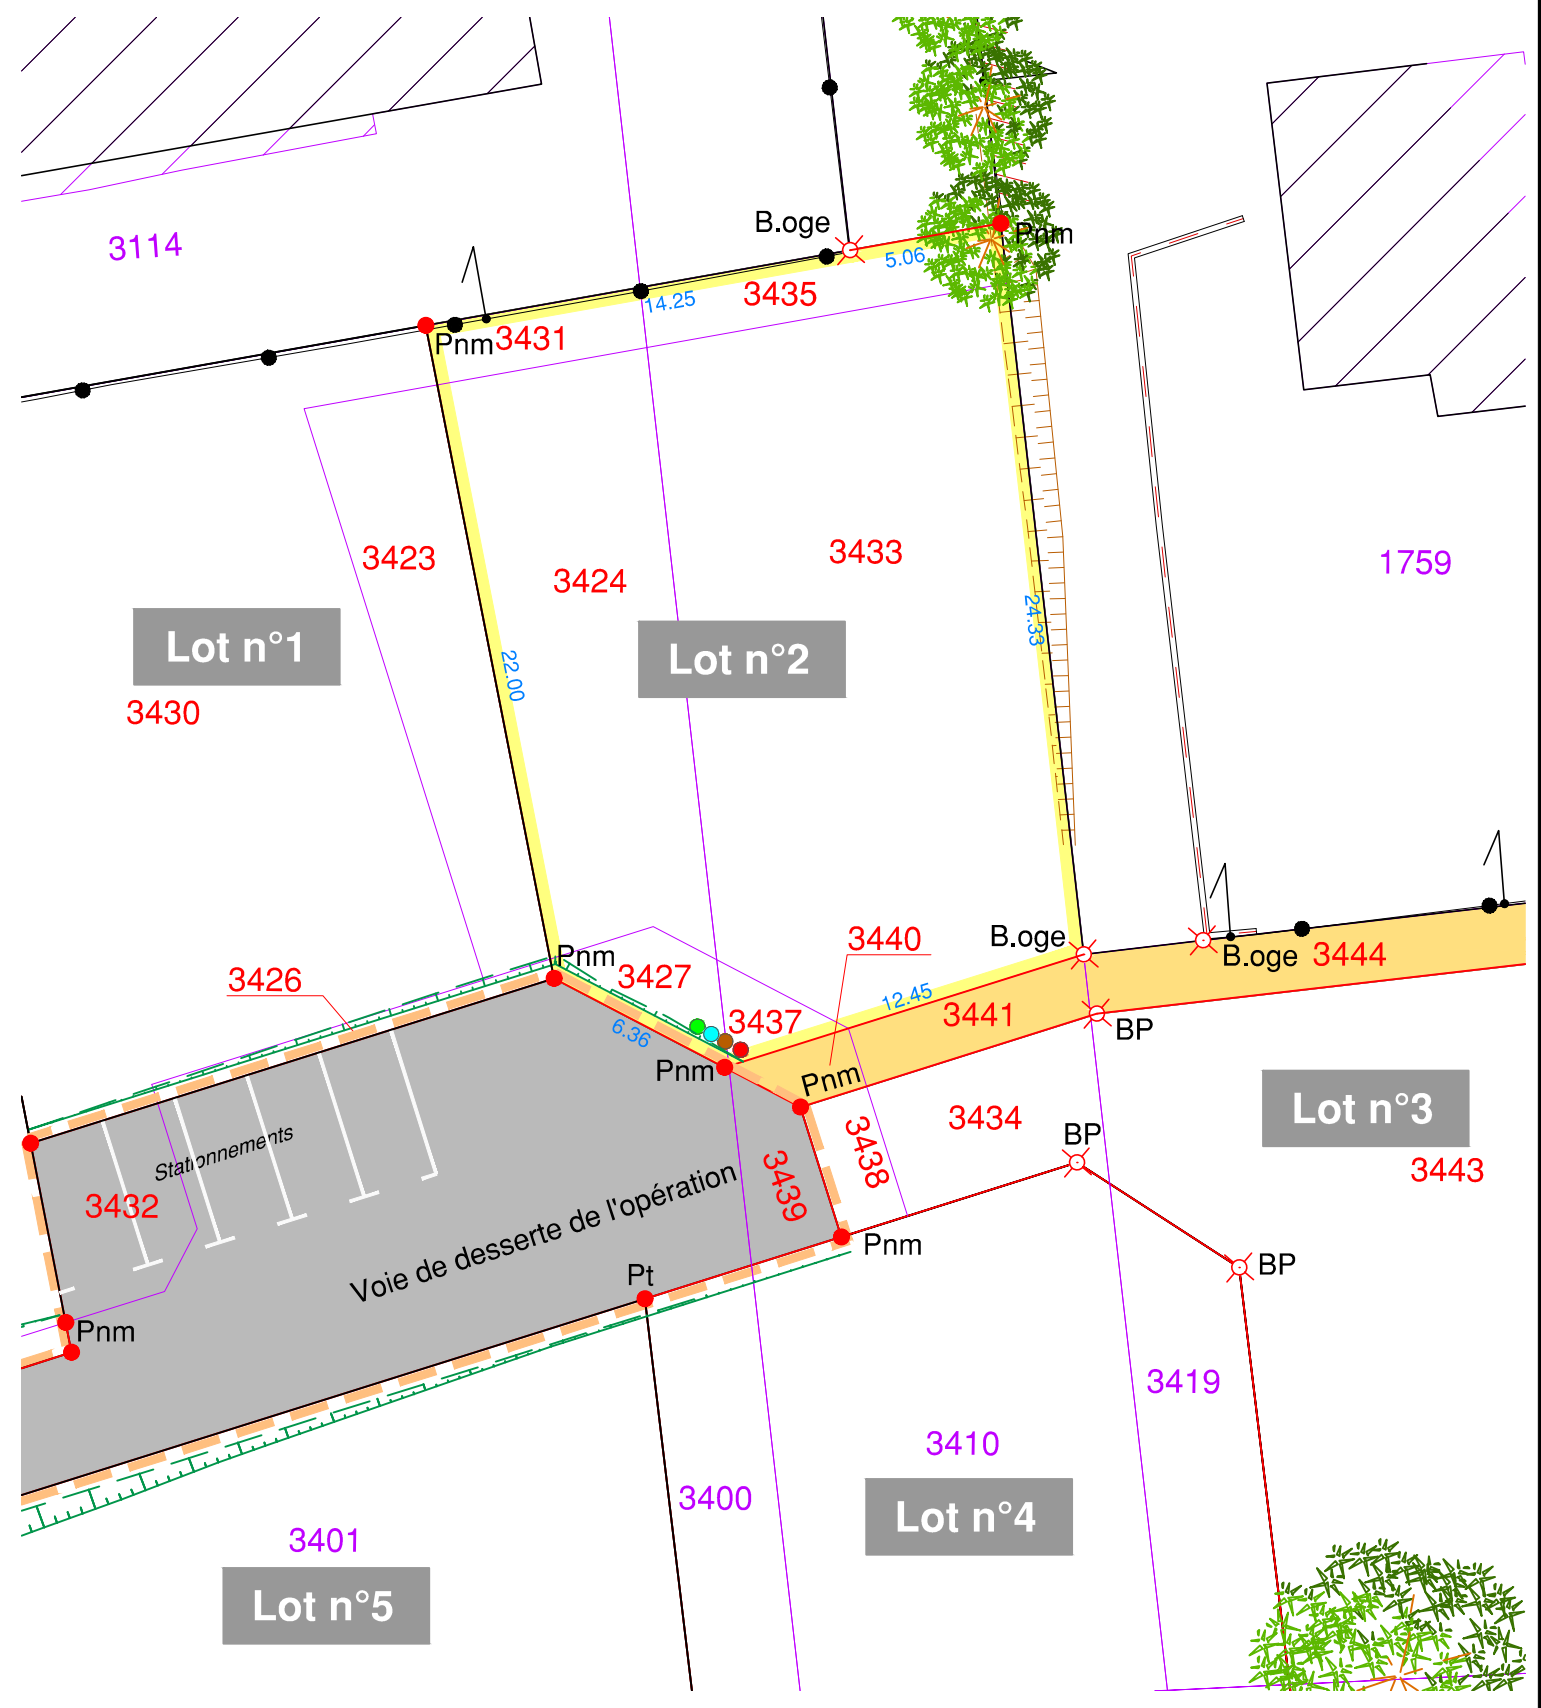 B.oge
Pnm
3114
5.06
3435
14.25
Pnm
3431
3423
3424
3433
1759
24.33
Lot n°1
Lot n°2
22.00
3430
B.oge
3440
Pnm
3427
B.oge
3444
3426
12.45
3441
3437
6.36
BP
Pnm
Pnm
Lot n°3
3434
BP
3438
3443
Stationnements
3439
3432
Voie de desserte de l'opération
Pnm
BP
Pt
Pnm
3419
3410
3400
Lot n°4
3401
Lot n°5